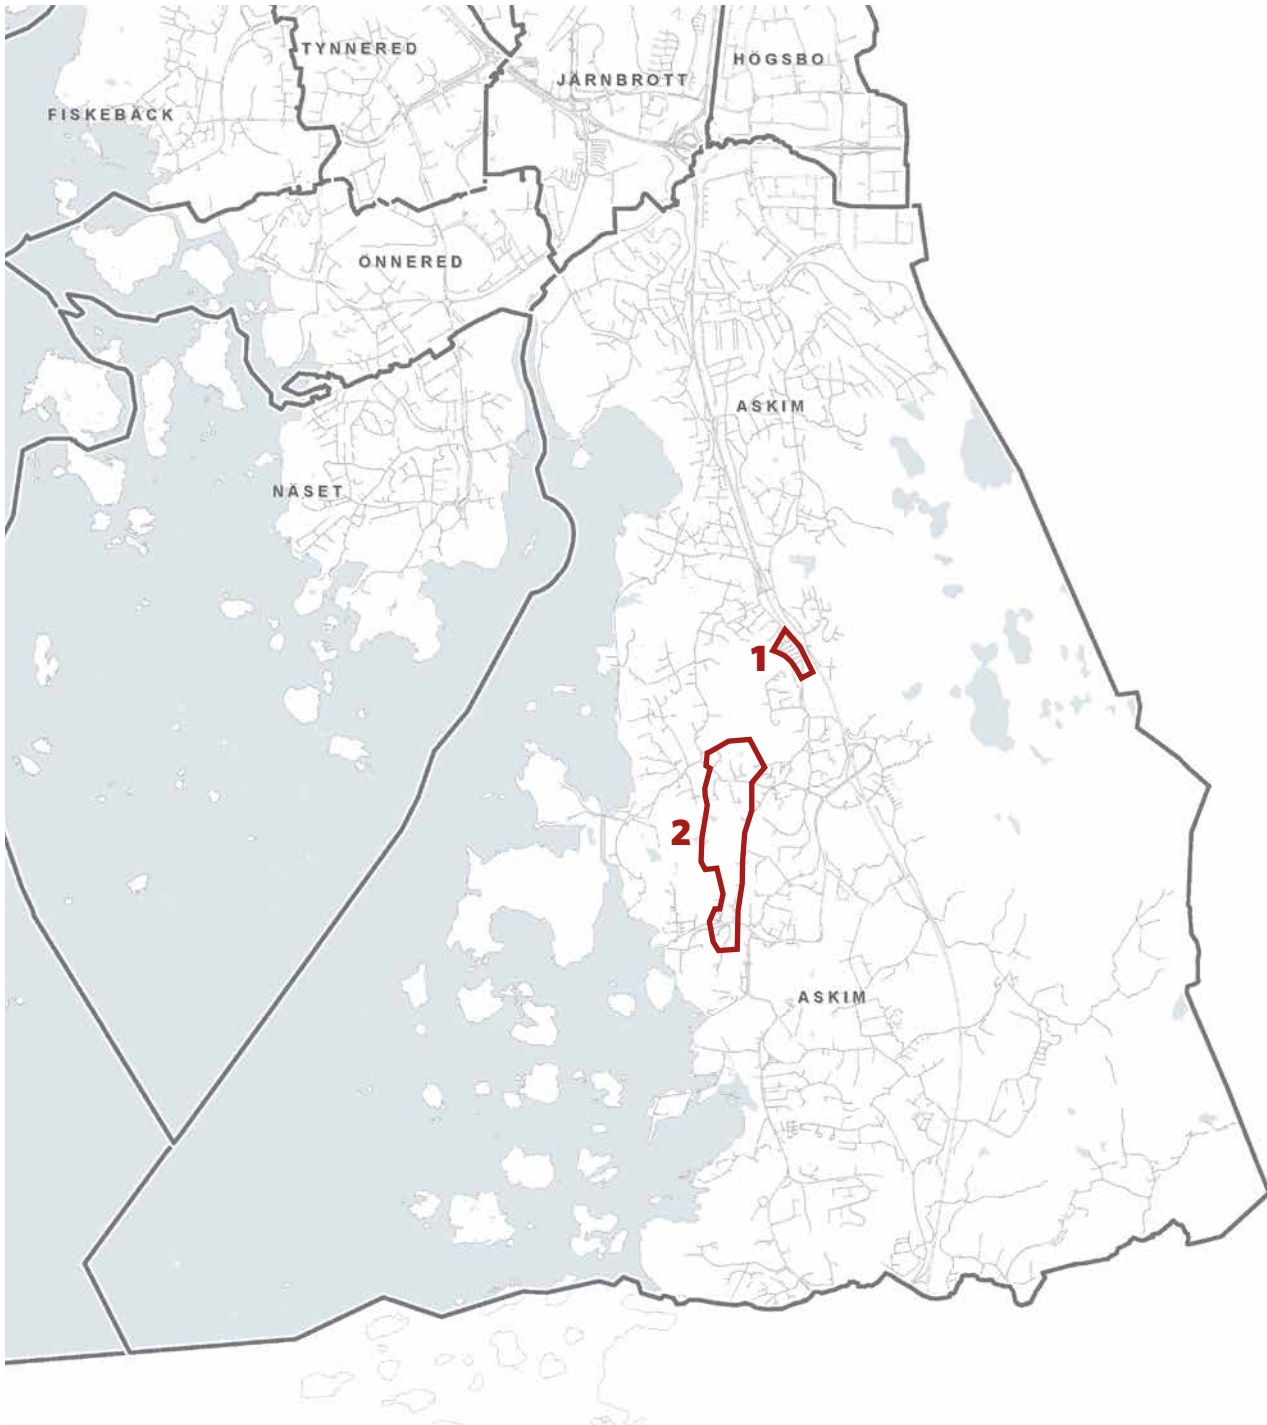 TYNNERED
HÖGSBO
JÄRNBROTT
FISKEBÄCK
ÖNNERED
ASKIM
NÄSET
1
2
ASKIM